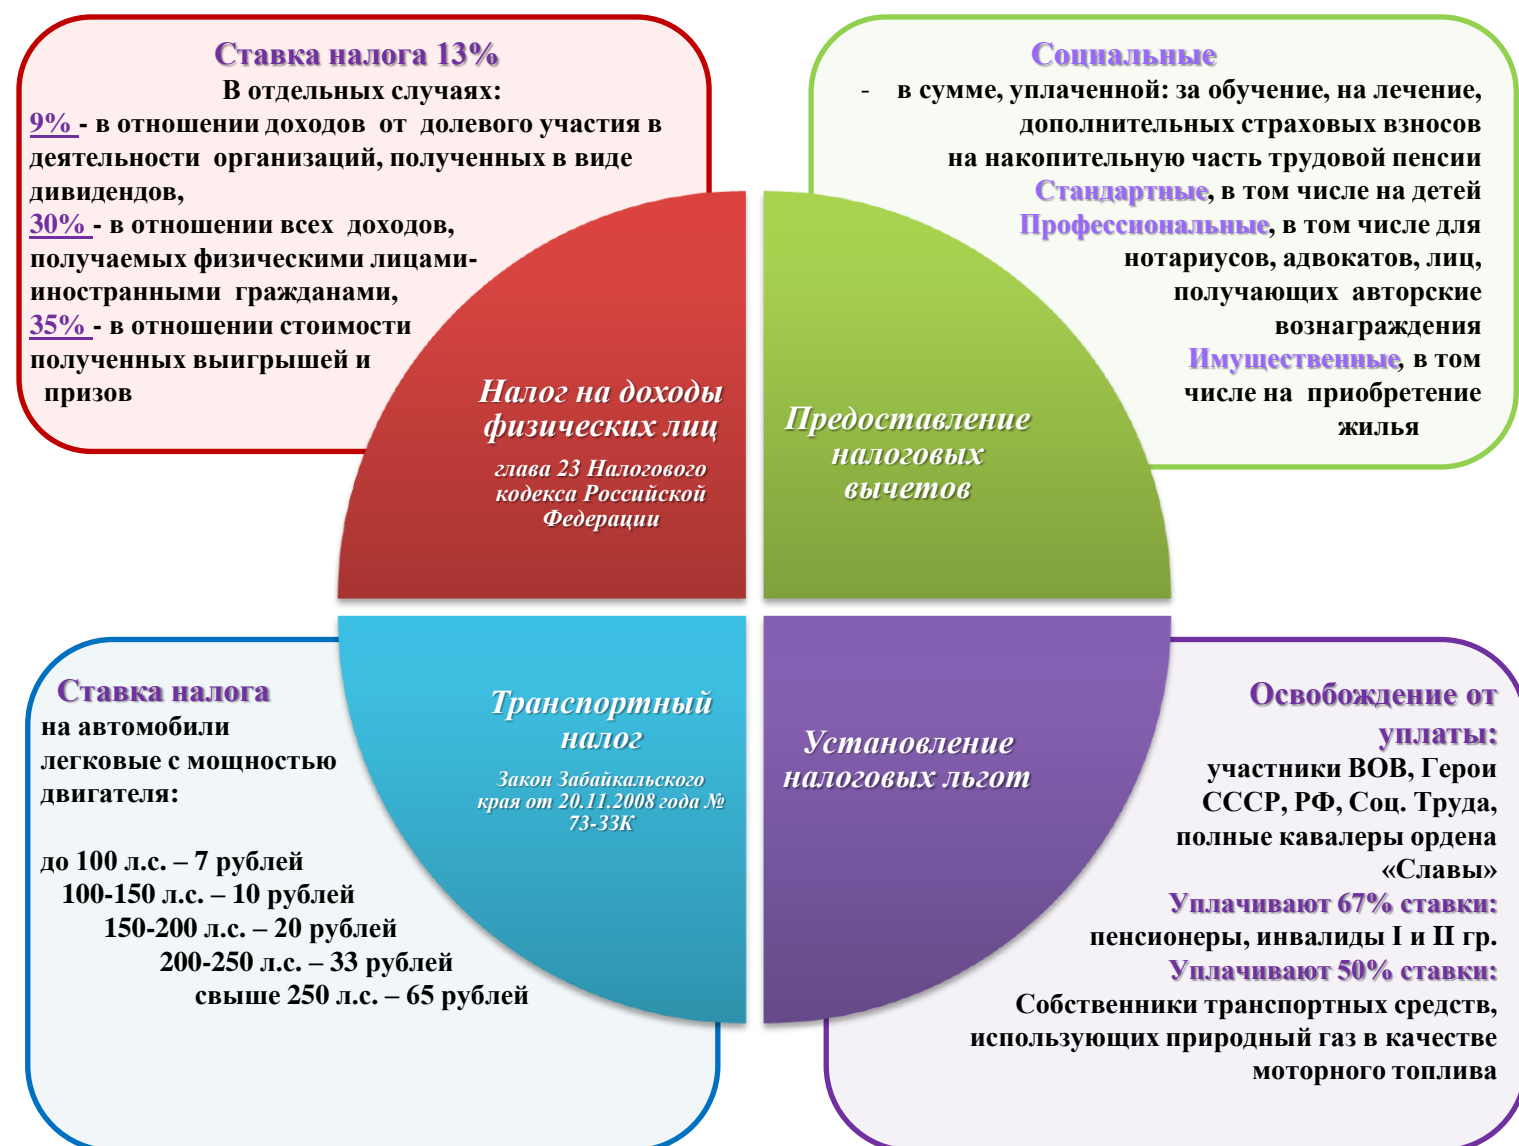 Ставка налога 13%
В отдельных случаях:
9% - в отношении доходов от долевого участия в
деятельности организаций, полученных в виде
дивидендов,
30% - в отношении всех доходов,
получаемых физическими лицами-
иностранными гражданами,
35% - в отношении стоимости
полученных выигрышей и
призов
Налог на доходы
физических лиц
глава 23 Налогового
кодекса Российской
Федерации
Социальные
- в сумме, уплаченной: за обучение, на лечение,
дополнительных страховых взносов
на накопительную часть трудовой пенсии
Стандартные, в том числе на детей
Профессиональные, в том числе для
нотариусов, адвокатов, лиц,
получающих авторские
вознаграждения
Имущественные, в том
числе на приобретение
жилья
Предоставление
налоговых
вычетов
Ставка налога
на автомобили
легковые с мощностью
двигателя:
до 100 л.с. – 7 рублей
100-150 л.с. – 10 рублей
150-200 л.с. – 20 рублей
200-250 л.с. – 33 рублей
свыше 250 л.с. – 65 рублей
Транспортный
налог
Закон Забайкальского
края от 20.11.2008 года №
73-ЗЗК
Установление
налоговых льгот
Освобождение от
уплаты:
участники ВОВ, Герои
СССР, РФ, Соц. Труда,
полные кавалеры ордена
«Славы»
Уплачивают 67% ставки:
пенсионеры, инвалиды I и II гр.
Уплачивают 50% ставки:
Собственники транспортных средств,
использующих природный газ в качестве
моторного топлива